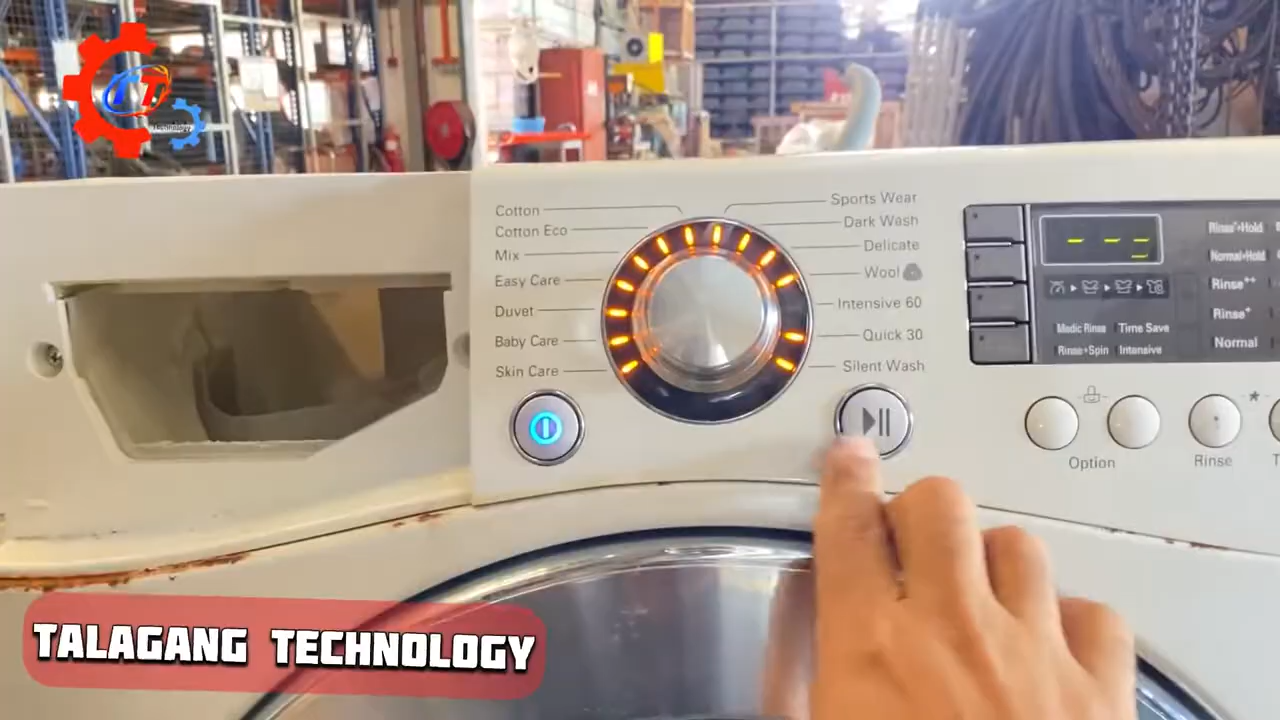 TT
Technology
Cotton
Cotton Eco
Mix
Easy Care
Duvet
Baby Care
Skin Care
Sports Wear
Dark Wash
Delicate
Wool
Intensive 60
Quick 30
Silent Wash
Medic Rinse
Time Save
Rinse+Spin
Intensive
Rinse++Hold
Normal+Hold
Rinse++
Rinse+
Normal
Option
Rinse
TALAGANG TECHNOLOGY